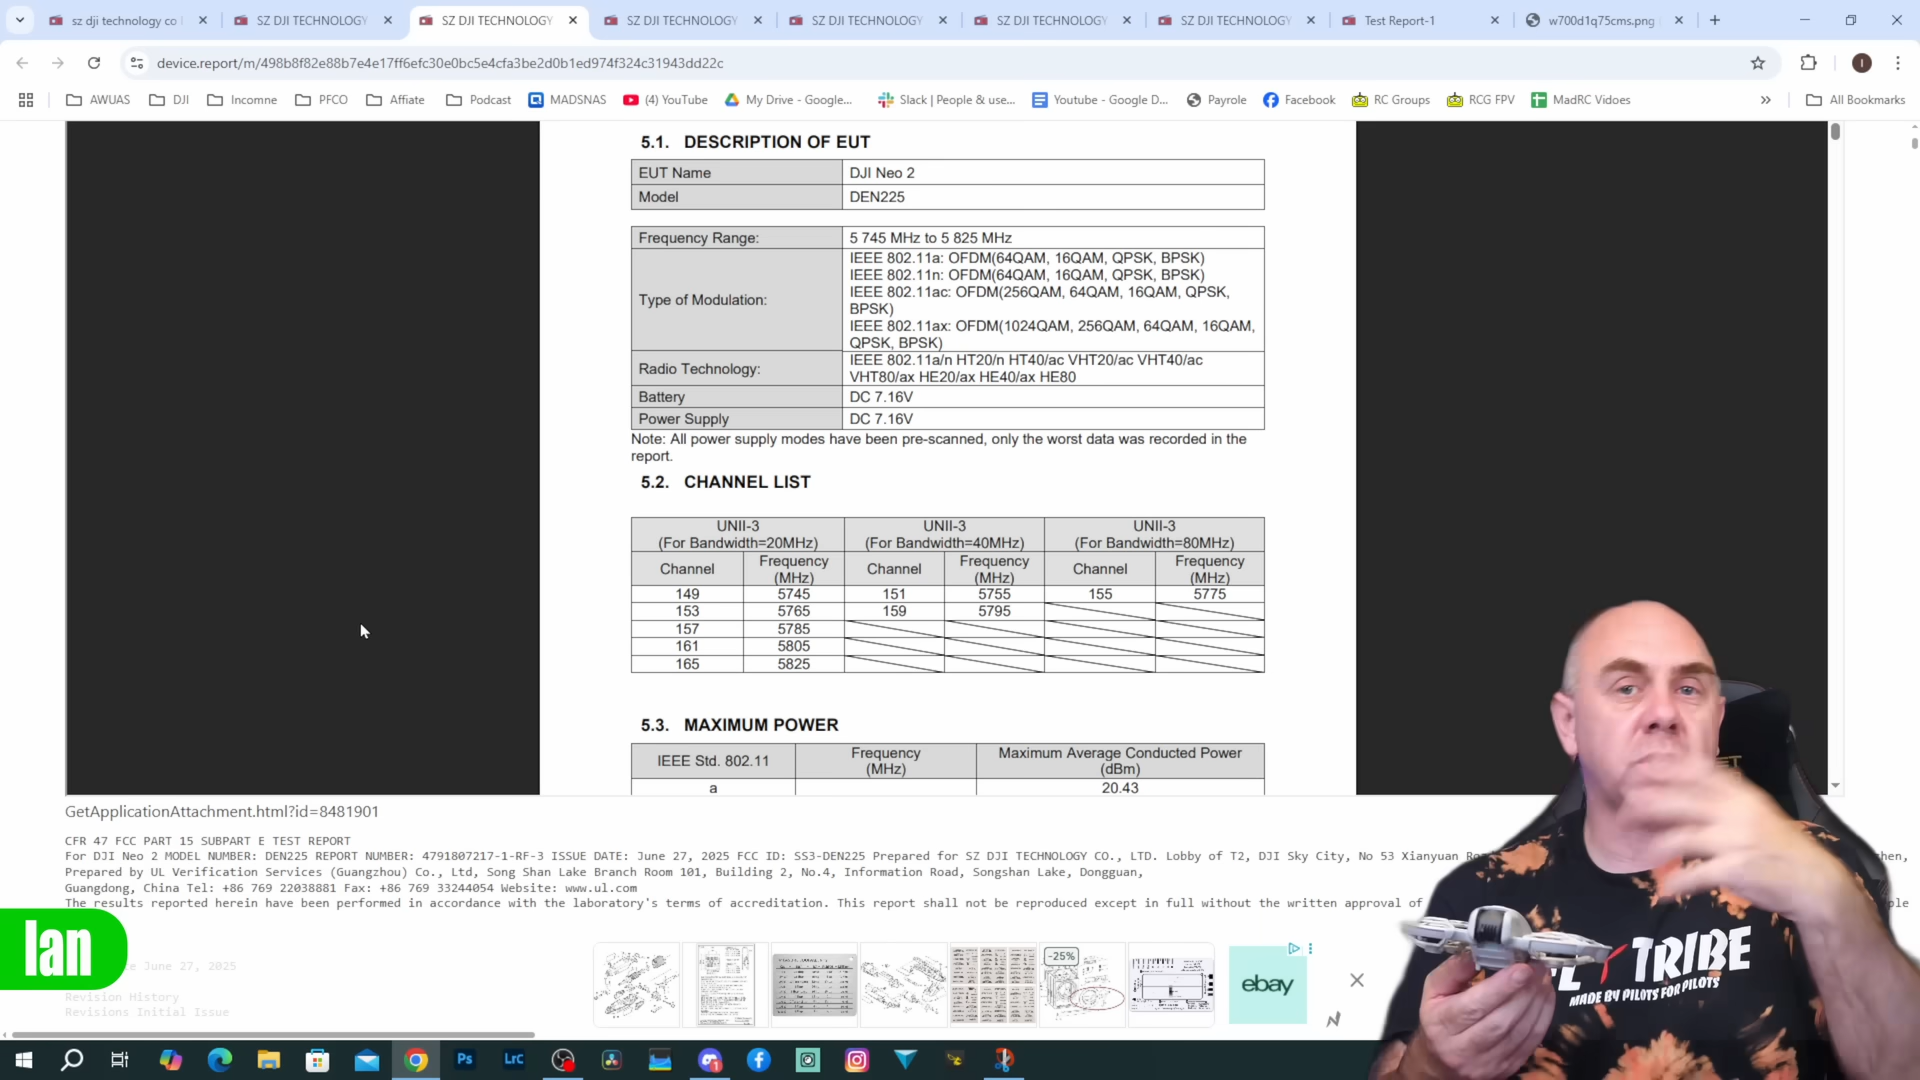 sz dji technology co
SZ DJI TECHNOLOGY
SZ DJI TECHNOLOGY
SZ DJI TECHNOLOGY
SZ DJI TECHNOLOGY
SZ DJI TECHNOLOGY
SZ DJI TECHNOLOGY
Test Report-1
w700d1q75cms.png
device.report/m/498b8f82e88b7e4e17ff6efc30e0bc5e4cfa3be2d0b1ed974f324c31943dd22c
AWUAS
DJI
Incomne
PFCO
Affiate
Podcast
MADSNAS
(4) YouTube
My Drive - Google...
Slack | People & use...
Youtube - Google D...
Payrole
Facebook
RC Groups
RCG FPV
MadRC Vidoes
All Bookmarks
5.1. DESCRIPTION OF EUT
EUT Name DJI Neo 2
Model DEN225
Frequency Range: 5 745 MHz to 5 825 MHz
Type of Modulation:
IEEE 802.11a: OFDM(64QAM, 16QAM, QPSK, BPSK)
IEEE 802.11n: OFDM(64QAM, 16QAM, QPSK, BPSK)
IEEE 802.11ac: OFDM(256QAM, 64QAM, 16QAM, QPSK,
BPSK)
IEEE 802.11ax: OFDM(1024QAM, 256QAM, 64QAM, 16QAM,
QPSK, BPSK)
Radio Technology:
IEEE 802.11a/n HT20/n HT40/ac VHT20/ac VHT40/ac
VHT80/ax HE20/ax HE40/ax HE80
Battery DC 7.16V
Power Supply DC 7.16V
Note: All power supply modes have been pre-scanned, only the worst data was recorded in the
report.
5.2. CHANNEL LIST
UNII-3 UNII-3 UNII-3
(For Bandwidth=20MHz) (For Bandwidth=40MHz) (For Bandwidth=80MHz)
Channel Frequency (MHz) Channel Frequency (MHz) Channel Frequency (MHz)
149 5745 151 5755 155 5775
153 5765 159 5795
157 5785
161 5805
165 5825
5.3. MAXIMUM POWER
IEEE Std. 802.11 Frequency (MHz) Maximum Average Conducted Power (dBm)
a 20.43
GetApplicationAttachment.html?id=8481901
CFR 47 FCC PART 15 SUBPART E TEST REPORT
For DJI Neo 2 MODEL NUMBER: DEN225 REPORT NUMBER: 4791807217-1-RF-3 ISSUE DATE: June 27, 2025 FCC ID: SS3-DEN225 Prepared for SZ DJI TECHNOLOGY CO., LTD. Lobby of T2, DJI Sky City, No 53 Xianyuan
Prepared by UL Verification Services (Guangzhou) Co., Ltd, Song Shan Lake Branch Room 101, Building 2, No.4, Information Road, Songshan Lake, Dongguan,
Guangdong, China Tel: +86 769 22038881 Fax: +86 769 33244054 Website: www.ul.com
The results reported herein have been performed in accordance with the laboratory's terms of accreditation. This report shall not be reproduced except in full without the written approval of
June 27, 2025
Revision History
Revisions Initial Issue
Ian
-25%
ebay
TRIBE
MADE BY PILOTS FOR PILOTS
Ps
Lrc